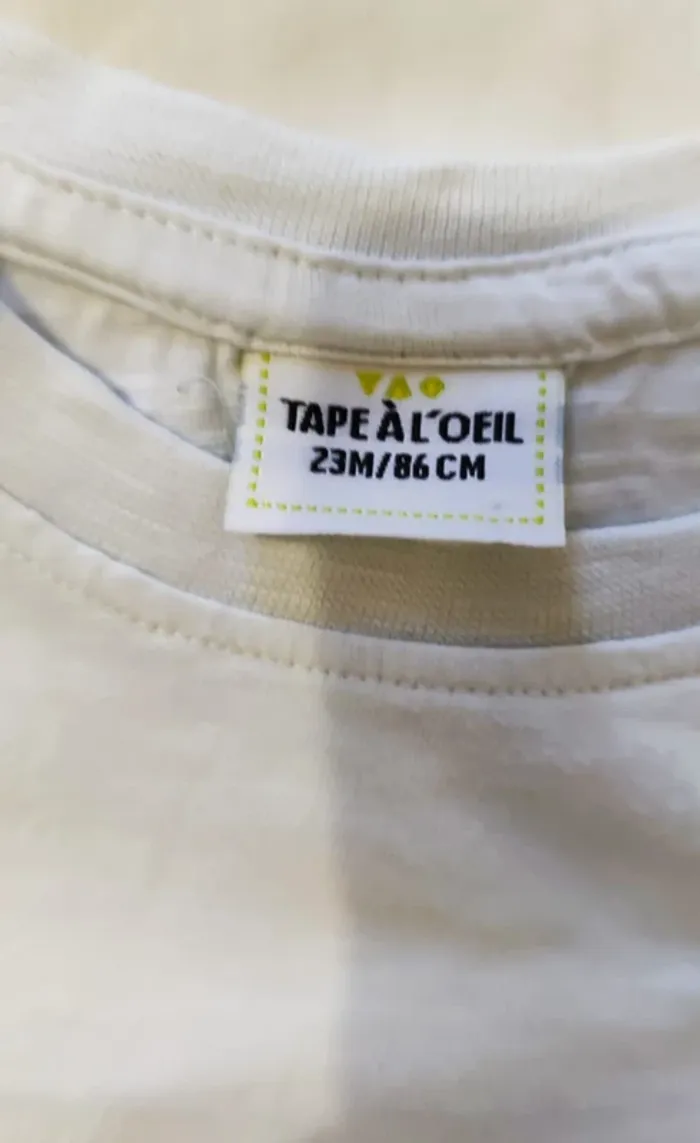 TAPE À L'OEIL
23M/86 CM